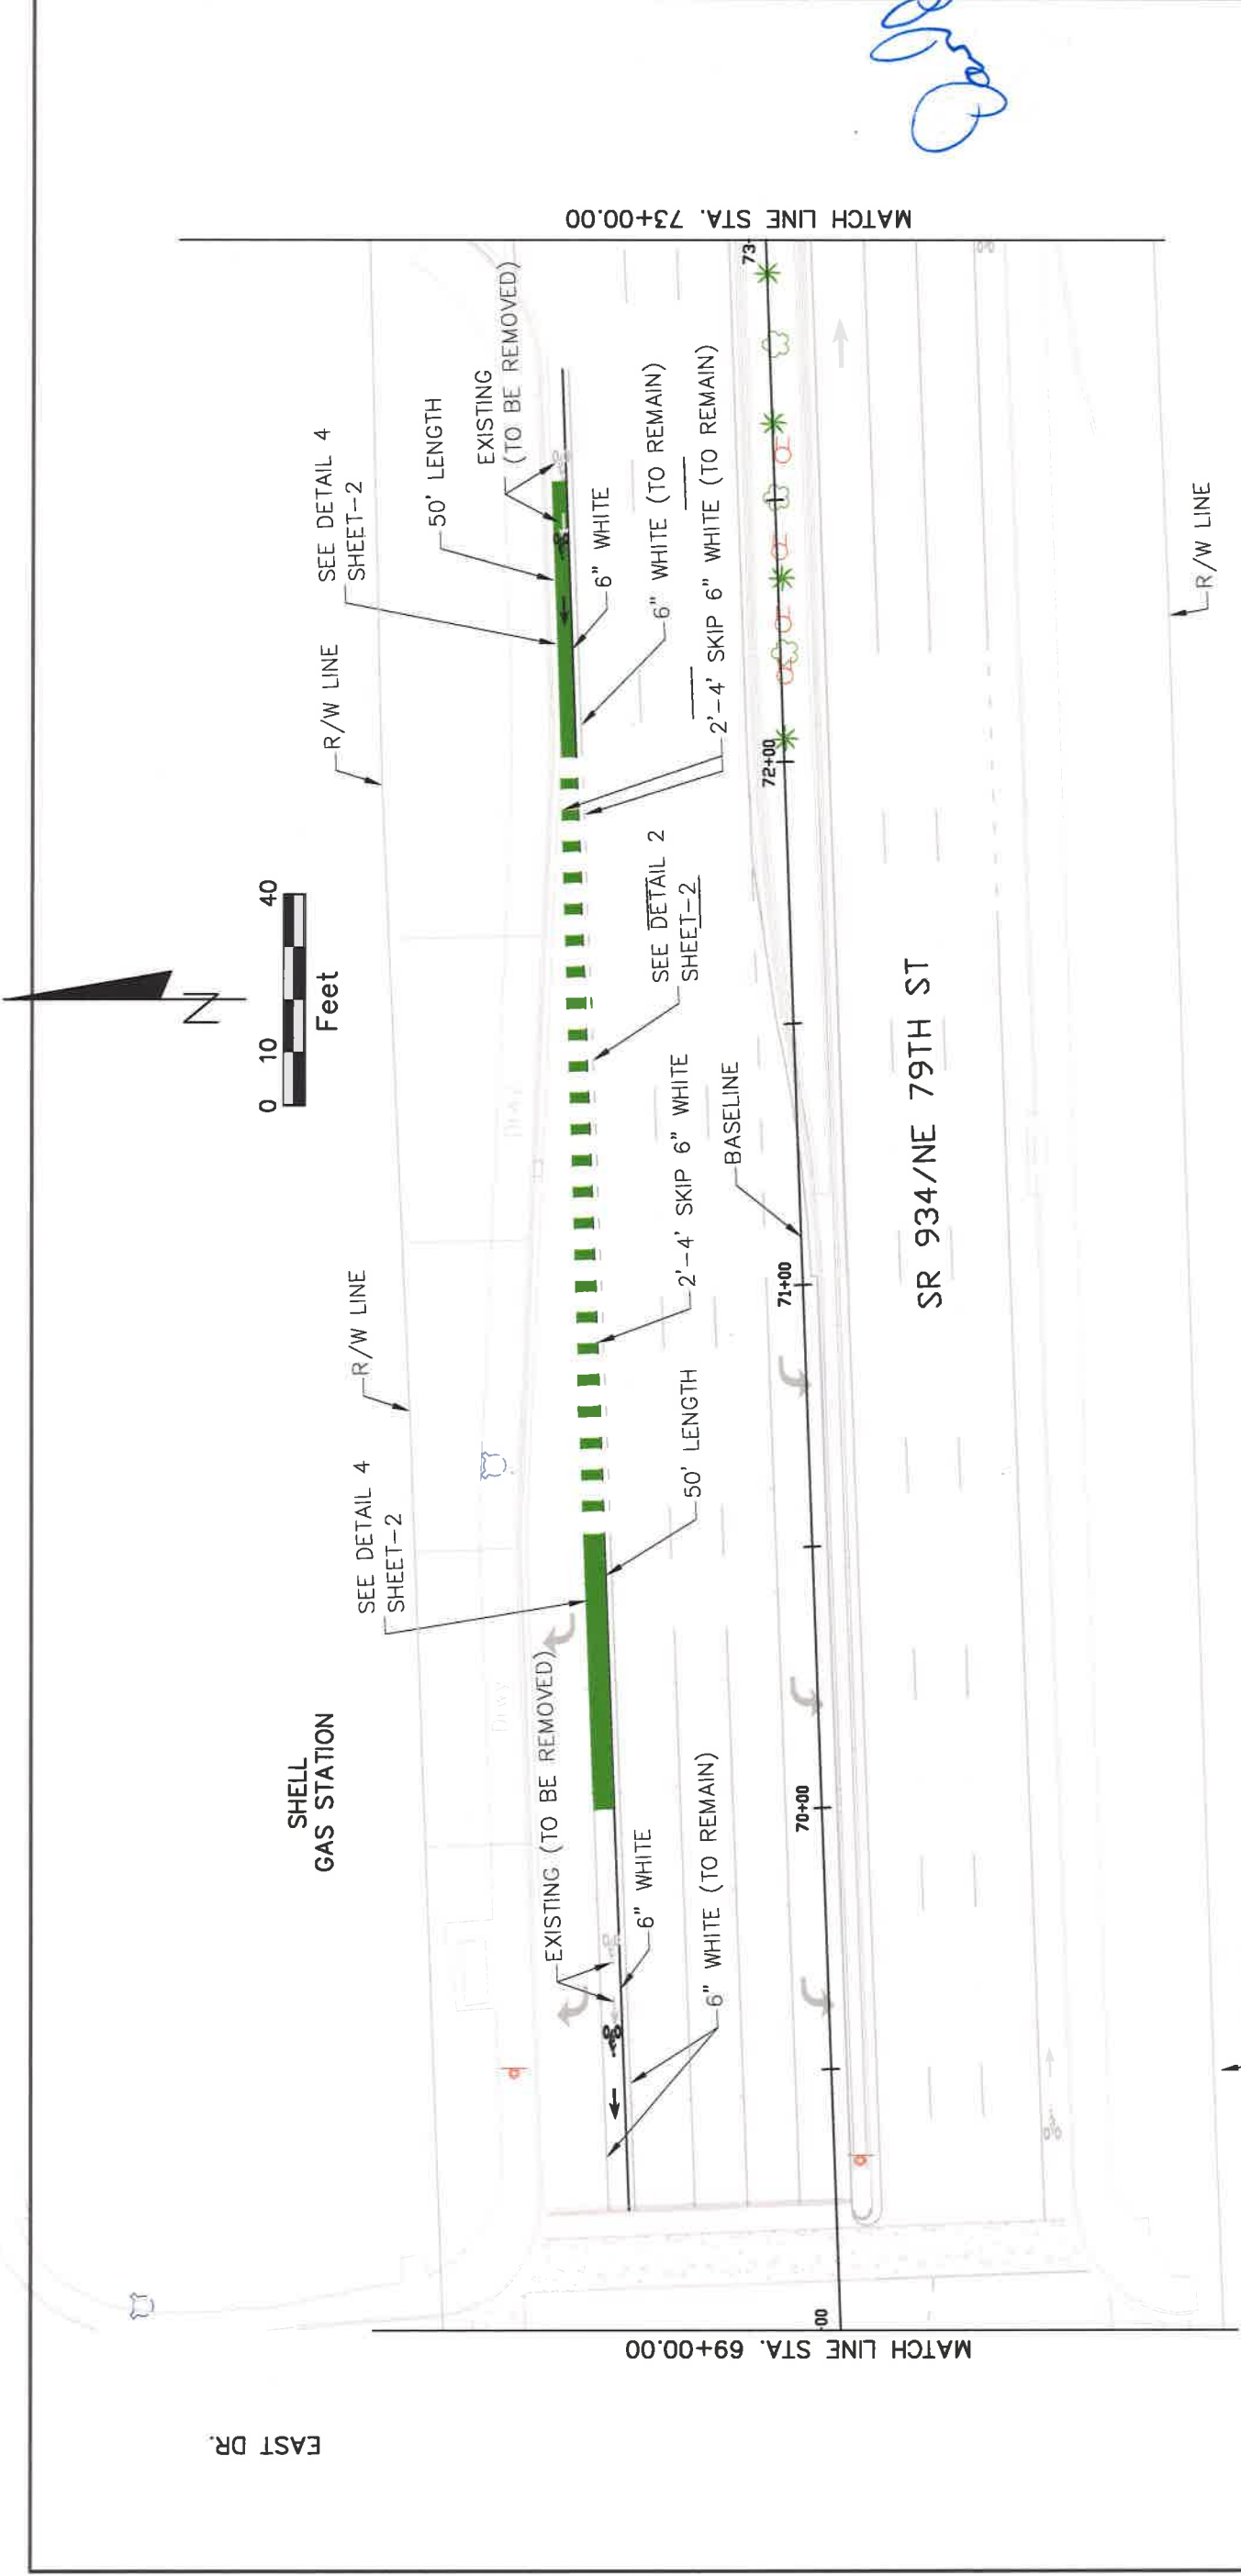 EAST DR.
MATCH LINE STA. 69+00.00
SHELL
GAS STATION
SEE DETAIL 4
SHEET-2
R/W LINE
0 10 40
Feet
N
R/W LINE
SEE DETAIL 4
SHEET-2
50' LENGTH
EXISTING
(TO BE REMOVED)
MATCH LINE STA. 73+00.00
Drwy
Drwy
EXISTING (TO BE REMOVED)
6" WHITE
6" WHITE (TO REMAIN)
50' LENGTH
2'-4' SKIP 6" WHITE
BASELINE
SEE DETAIL 2
SHEET-2
6" WHITE
6" WHITE (TO REMAIN)
2'-4' SKIP 6" WHITE (TO REMAIN)
00
70+00
71+00
72+00
73
SR 934/NE 79TH ST
R/W LINE